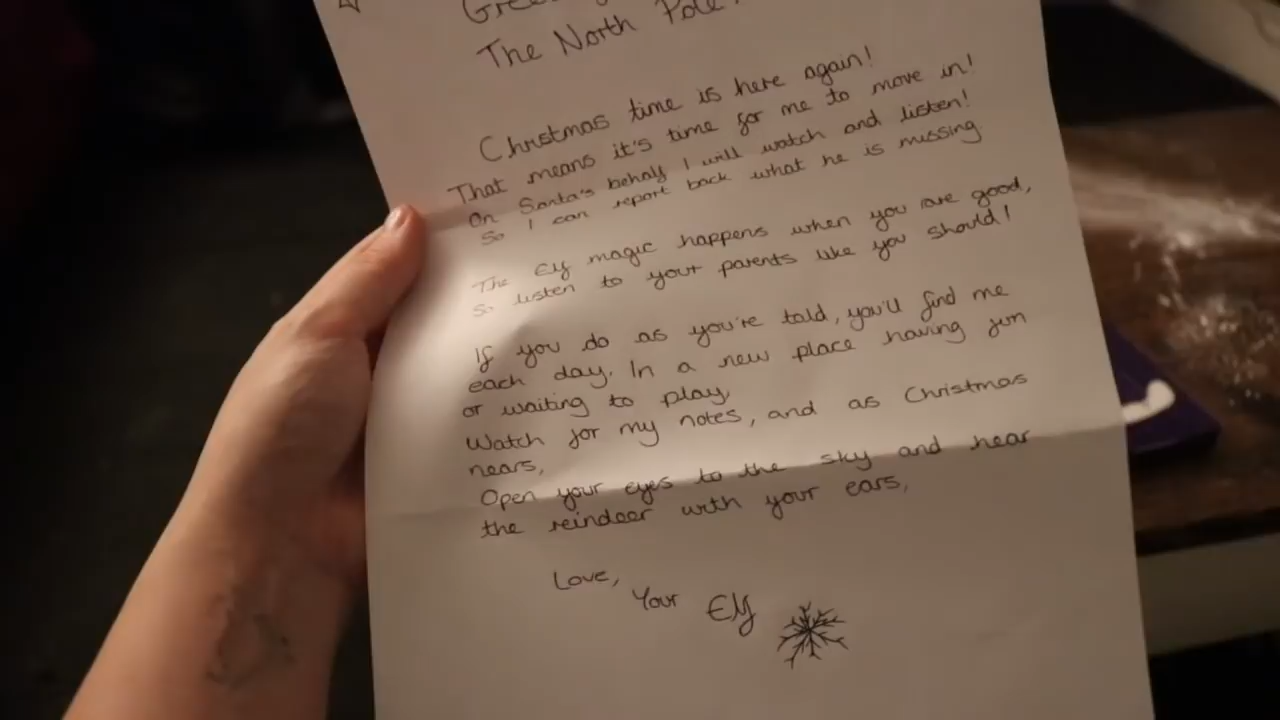 The North Pole!
Christmas time is here again!
That means it's time for me to move in!
On Santa's behalf I will watch and listen!
So I can report back what he is missing
The Elf magic happens when you are good,
So listen to your parents like you should!
If you do as you're told, you'll find me
each day. In a new place having fun
or waiting to play,
Watch for my notes, and as Christmas
nears,
Open your eyes to the sky and hear
the reindeer with your ears,
Love,
Your Elf